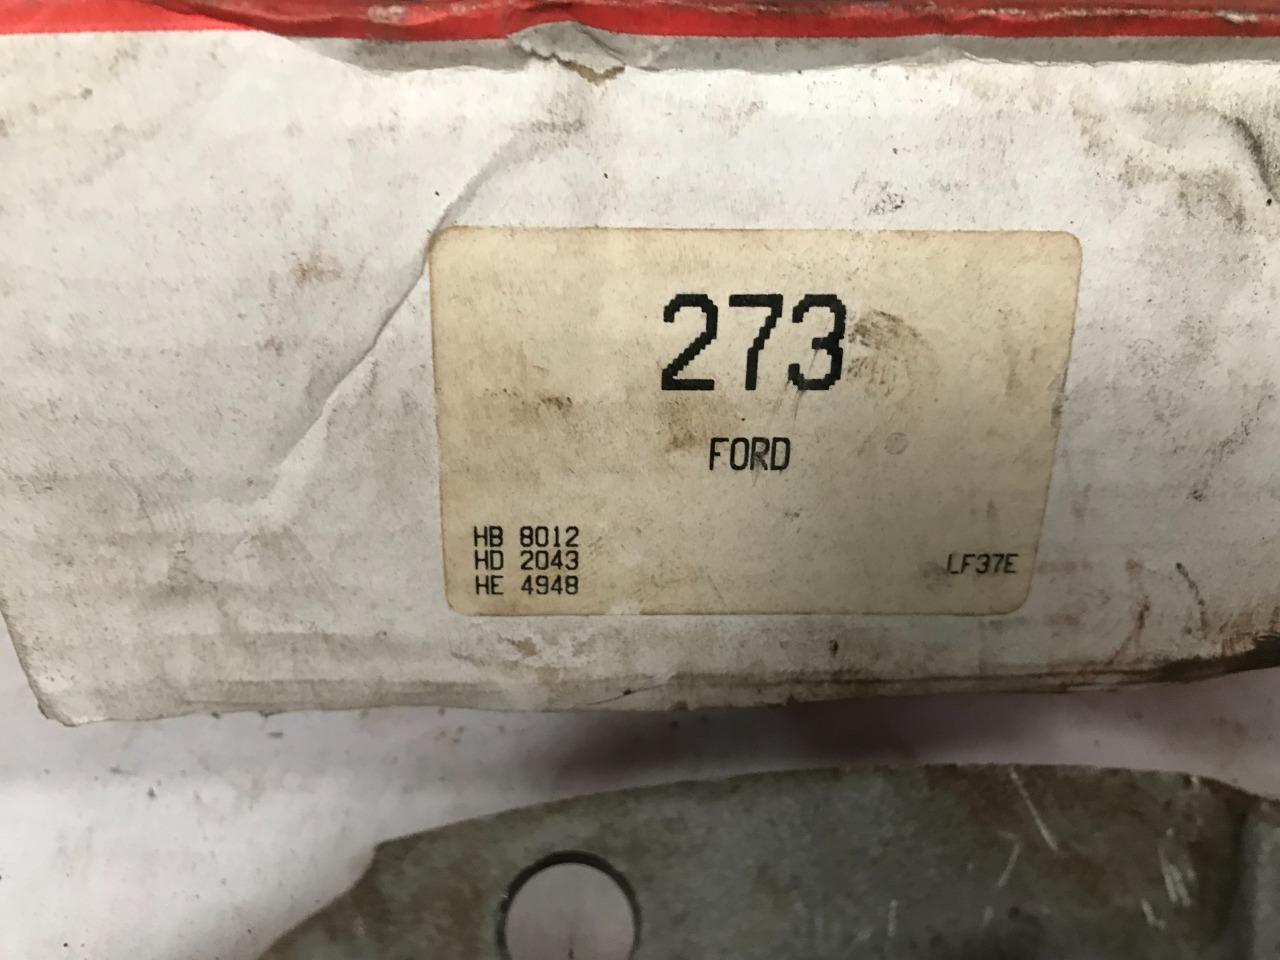 273
FORD
HB 8012
HD 2043
HE 4948
LF37E